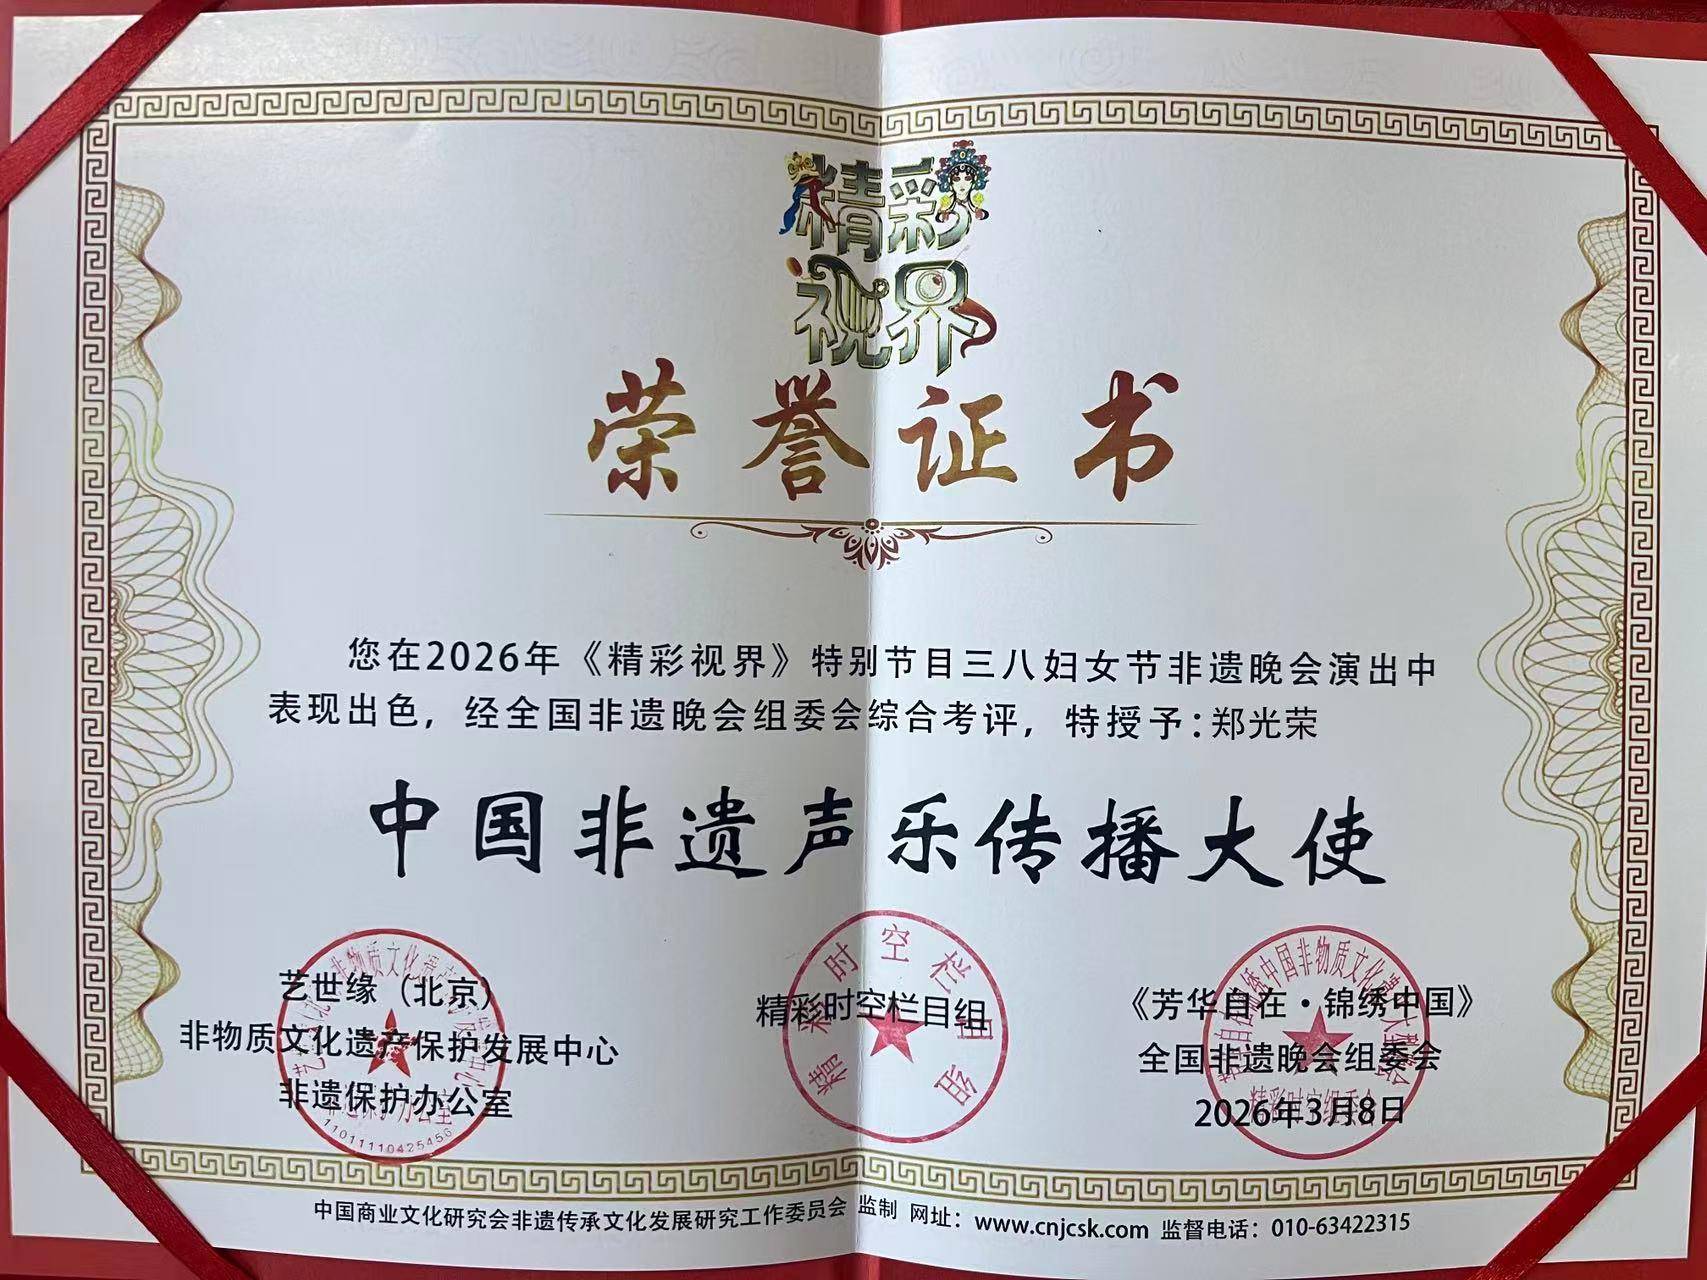 精彩
视界
荣誉证书
您在2026年《精彩视界》特别节目三八妇女节非遗晚会演出中
表现出色，经全国非遗晚会组委会综合考评，特授予：郑光荣
中国非遗声乐传播大使
艺世缘（北京）
非物质文化遗产保护发展中心
非遗保护办公室
11011110425456
精彩时空栏目组
精彩时空栏目组
《芳华自在·锦绣中国》
全国非遗晚会组委会
2026年3月8日
中国商业文化研究会非遗传承文化发展研究工作委员会 监制 网址：www.cnjcsk.com 监督电话：010-63422315